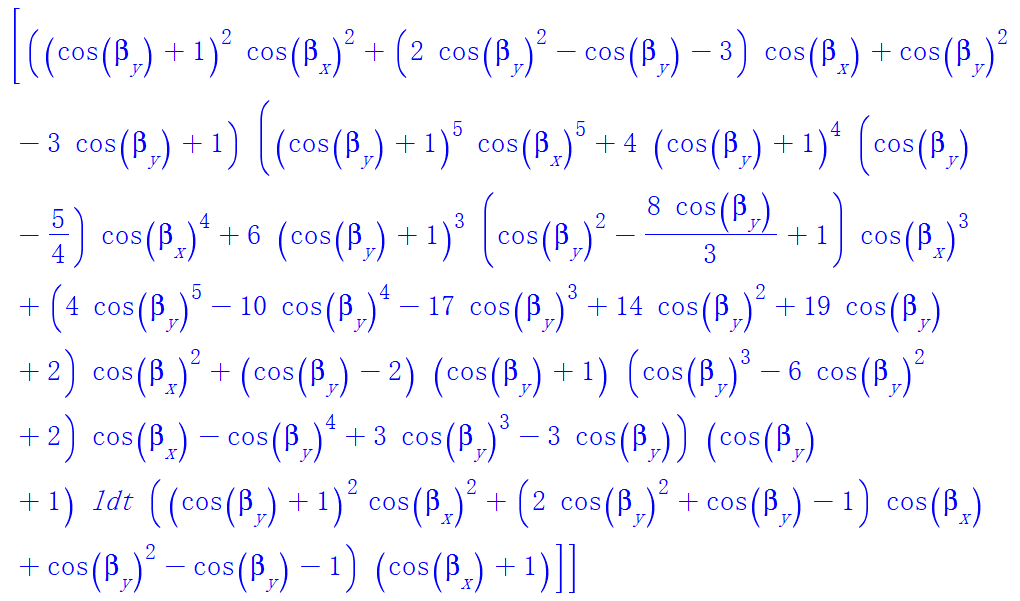 [((cos(β_y) + 1)^2 cos(β_x)^2 + (2 cos(β_y)^2 − cos(β_y) − 3) cos(β_x) + cos(β_y)^2
− 3 cos(β_y) + 1) ((cos(β_y) + 1)^5 cos(β_x)^5 + 4 (cos(β_y) + 1)^4 (cos(β_y)
− 5/4) cos(β_x)^4 + 6 (cos(β_y) + 1)^3 (cos(β_y)^2 − 8 cos(β_y)/3 + 1) cos(β_x)^3
+ (4 cos(β_y)^5 − 10 cos(β_y)^4 − 17 cos(β_y)^3 + 14 cos(β_y)^2 + 19 cos(β_y)
+ 2) cos(β_x)^2 + (cos(β_y) − 2) (cos(β_y) + 1) (cos(β_y)^3 − 6 cos(β_y)^2
+ 2) cos(β_x) − cos(β_y)^4 + 3 cos(β_y)^3 − 3 cos(β_y)) (cos(β_y)
+ 1) ldt ((cos(β_y) + 1)^2 cos(β_x)^2 + (2 cos(β_y)^2 + cos(β_y) − 1) cos(β_x)
+ cos(β_y)^2 − cos(β_y) − 1) (cos(β_x) + 1)]]